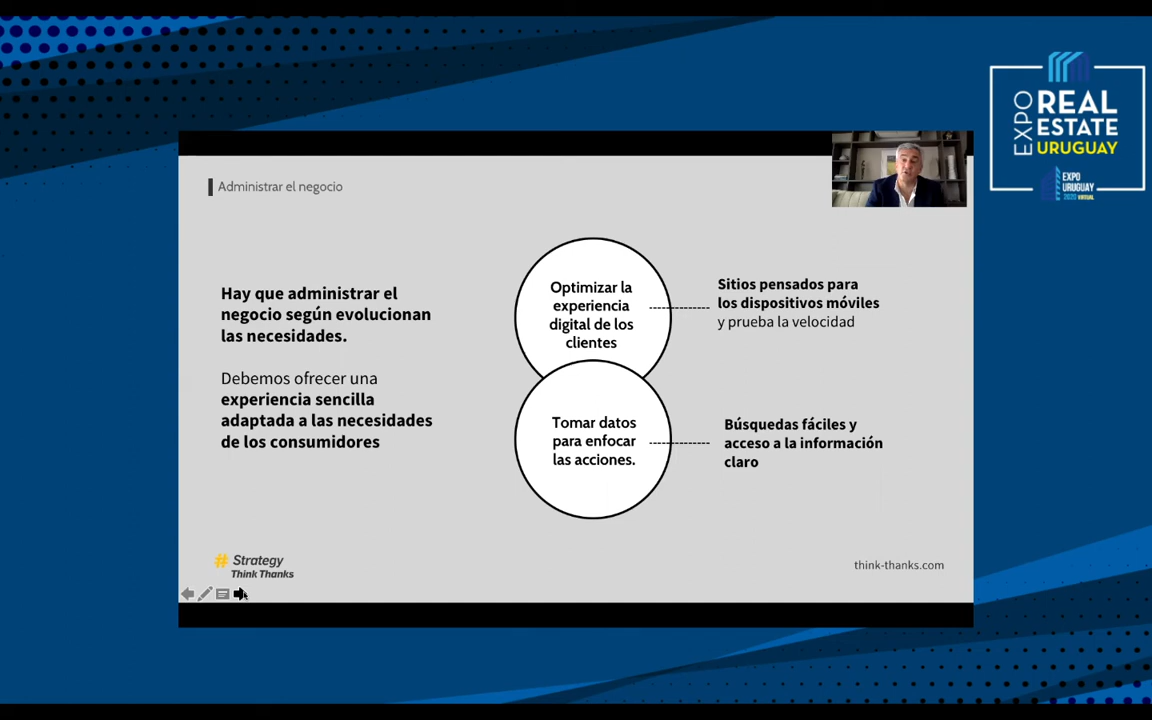 EXPO
REAL
ESTATE
URUGUAY
EXPO
URUGUAY
2020 VIRTUAL
Administrar el negocio
Hay que administrar el
negocio según evolucionan
las necesidades.
Debemos ofrecer una
experiencia sencilla
adaptada a las necesidades
de los consumidores
Optimizar la
experiencia
digital de los
clientes
Sitios pensados para
los dispositivos móviles
y prueba la velocidad
Tomar datos
para enfocar
las acciones.
Búsquedas fáciles y
acceso a la información
claro
# Strategy
Think Thanks
think-thanks.com